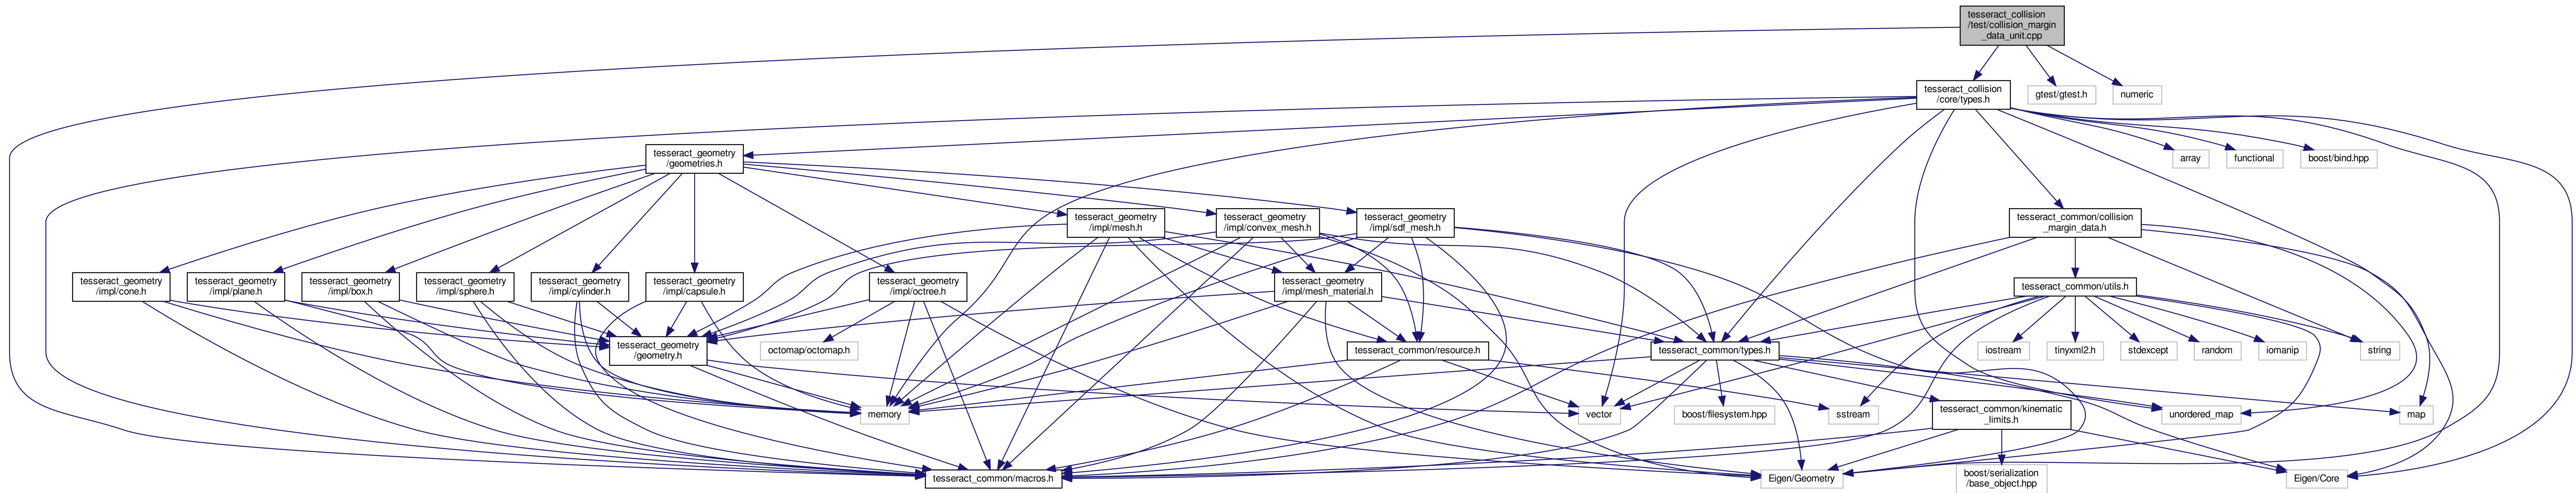 tesseract_collision
/test/collision_margin
_data_unit.cpp
tesseract_collision
/core/types.h
gtest/gtest.h
numeric
tesseract_geometry
/geometries.h
array
functional
boost/bind.hpp
tesseract_geometry
/impl/mesh.h
tesseract_geometry
/impl/convex_mesh.h
tesseract_geometry
/impl/sdf_mesh.h
tesseract_common/collision
_margin_data.h
tesseract_geometry
/impl/cone.h
tesseract_geometry
/impl/plane.h
tesseract_geometry
/impl/box.h
tesseract_geometry
/impl/sphere.h
tesseract_geometry
/impl/cylinder.h
tesseract_geometry
/impl/capsule.h
tesseract_geometry
/impl/octree.h
tesseract_geometry
/impl/mesh_material.h
tesseract_common/utils.h
tesseract_geometry
/geometry.h
octomap/octomap.h
tesseract_common/resource.h
tesseract_common/types.h
iostream
tinyxml2.h
stdexcept
random
iomanip
string
memory
vector
boost/filesystem.hpp
sstream
tesseract_common/kinematic
_limits.h
unordered_map
map
tesseract_common/macros.h
Eigen/Geometry
boost/serialization
/base_object.hpp
Eigen/Core